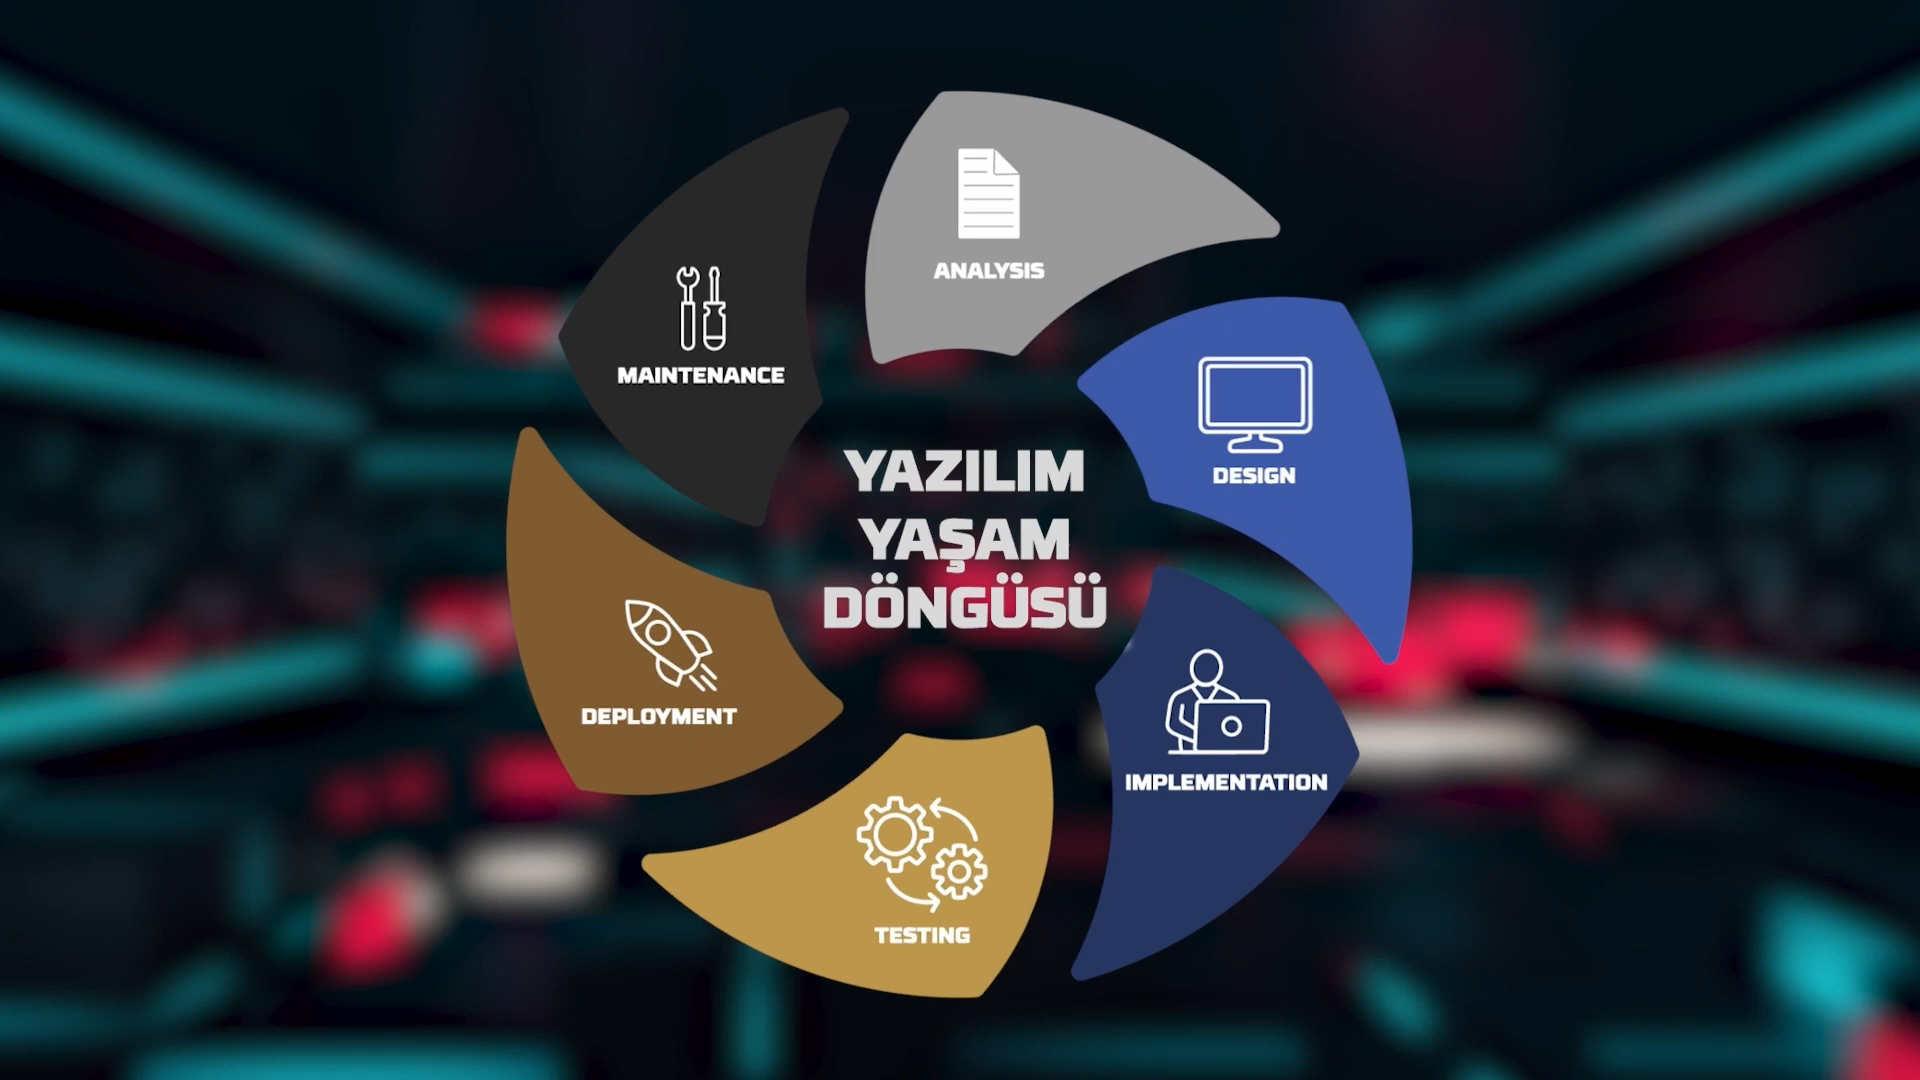 ANALYSIS
MAINTENANCE
DESIGN
YAZILIM
YAŞAM
DÖNGÜSÜ
DEPLOYMENT
IMPLEMENTATION
TESTING